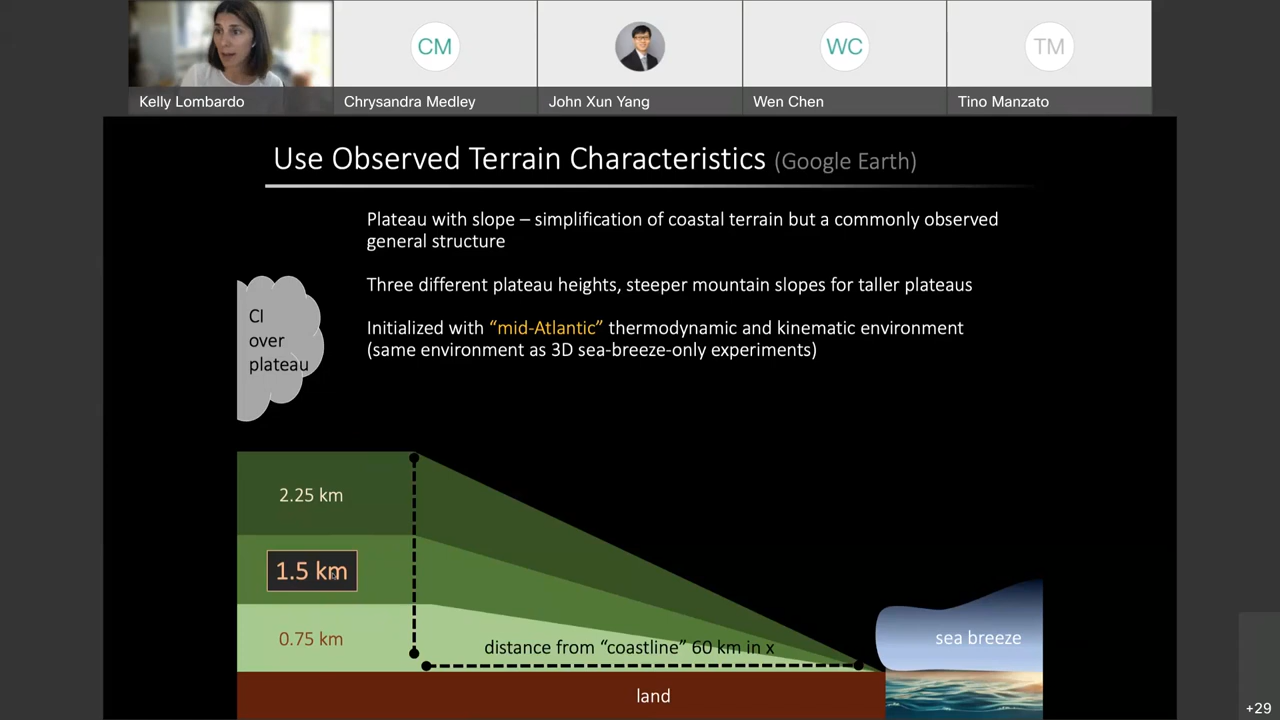 CM
WC
TM
Kelly Lombardo
Chrysandra Medley
John Xun Yang
Wen Chen
Tino Manzato
Use Observed Terrain Characteristics (Google Earth)
Plateau with slope – simplification of coastal terrain but a commonly observed
general structure
Three different plateau heights, steeper mountain slopes for taller plateaus
Initialized with “mid-Atlantic” thermodynamic and kinematic environment
(same environment as 3D sea-breeze-only experiments)
CI
over
plateau
2.25 km
1.5 km
0.75 km
distance from “coastline” 60 km in x
sea breeze
land
+29